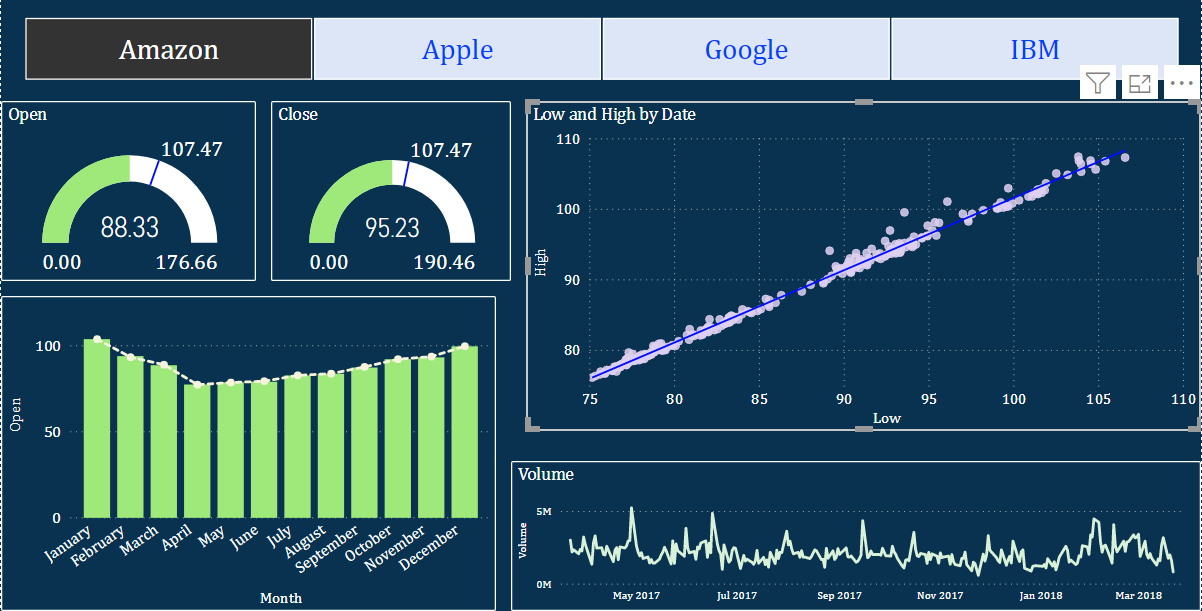 Amazon
Apple
Google
IBM
Open
107.47
88.33
0.00
176.66
Close
107.47
95.23
0.00
190.46
Low and High by Date
High
110
100
90
80
75
80
85
90
95
100
105
110
Low
Open
100
50
0
January
February
March
April
May
June
July
August
September
October
November
December
Month
Volume
Volume
5M
0M
May 2017
Jul 2017
Sep 2017
Nov 2017
Jan 2018
Mar 2018